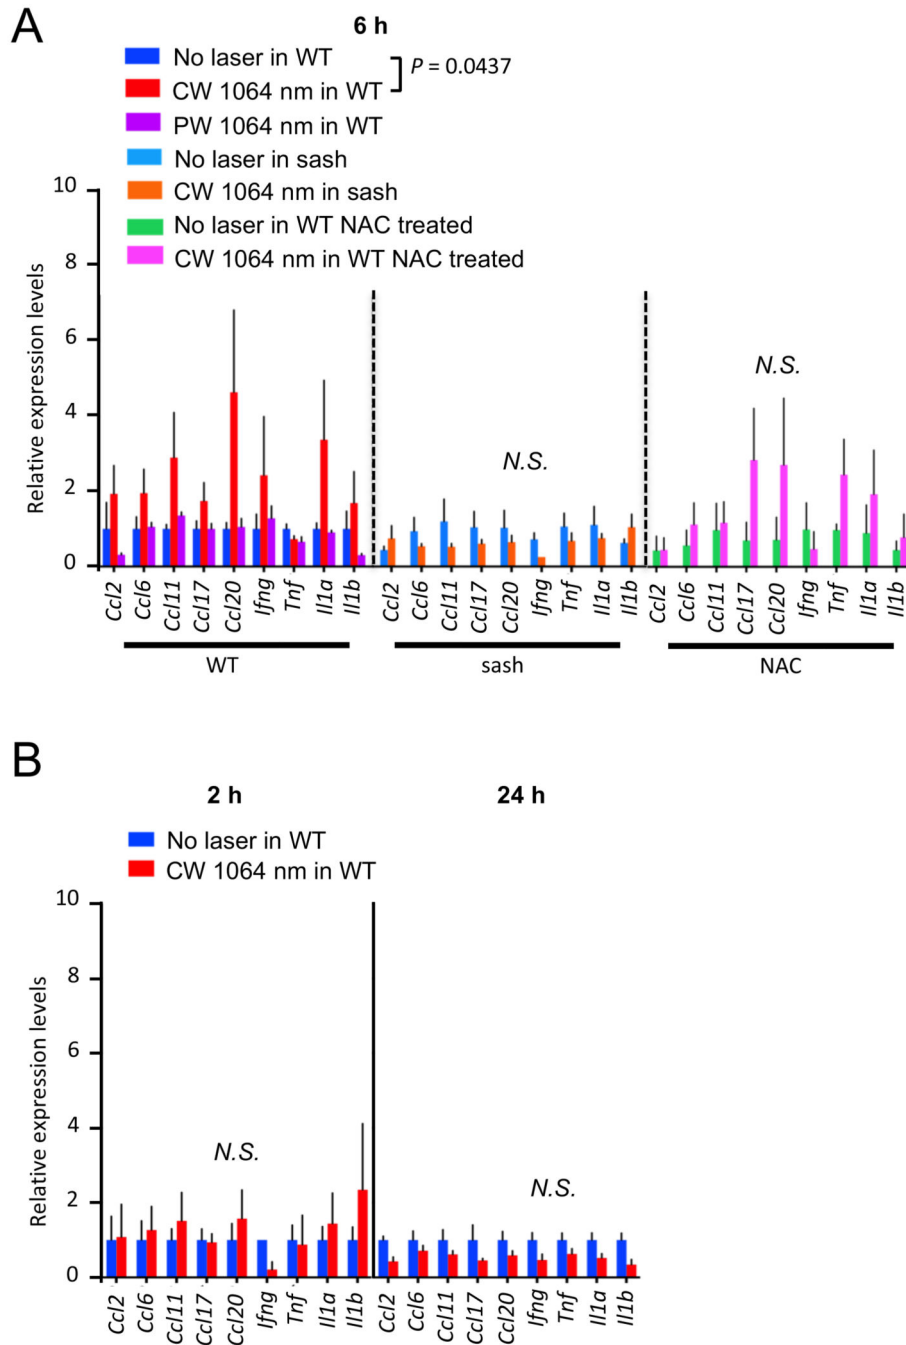 A
6 h
No laser in WT
CW 1064 nm in WT
P = 0.0437
PW 1064 nm in WT
No laser in sash
CW 1064 nm in sash
No laser in WT NAC treated
CW 1064 nm in WT NAC treated
Relative expression levels
10
8
6
4
2
0
N.S.
N.S.
Ccl2 Ccl6 Ccl11 Ccl17 Ccl20 Ifng Tnf Il1a Il1b
Ccl2 Ccl6 Ccl11 Ccl17 Ccl20 Ifng Tnf Il1a Il1b
Ccl2 Ccl6 Ccl11 Ccl17 Ccl20 Ifng Tnf Il1a Il1b
WT sash NAC
B
2 h 24 h
No laser in WT
CW 1064 nm in WT
Relative expression levels
10
8
6
4
2
0
N.S.
N.S.
Ccl2 Ccl6 Ccl11 Ccl17 Ccl20 Ifng Tnf Il1a Il1b
Ccl2 Ccl6 Ccl11 Ccl17 Ccl20 Ifng Tnf Il1a Il1b